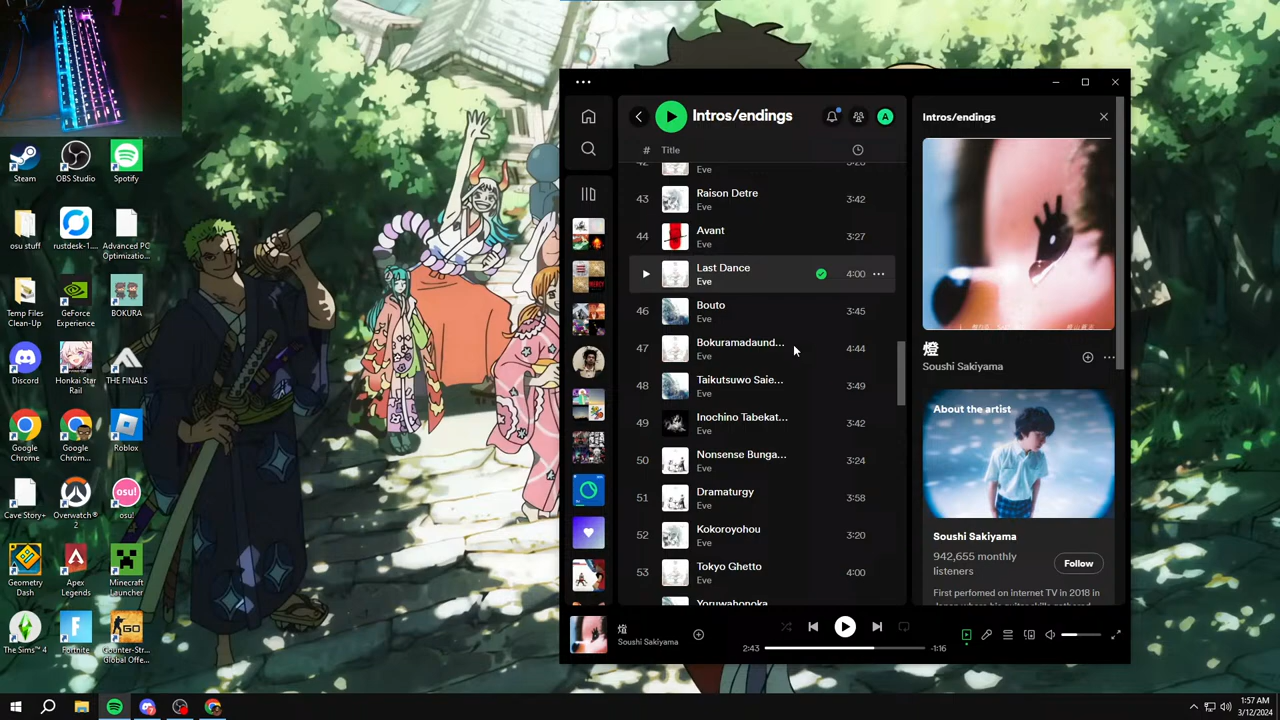 Steam
OBS Studio
Spotify
osu stuff
rustdesk-1....
Advanced PC
Optimizatio...
Temp Files
Clean-Up
GeForce
Experience
BOKURA
Discord
Honkai Star
Rail
THE FINALS
Google
Chrome
Google
Chrom...
Roblox
Cave Story+
Overwatch
2
osu!
Geometry
Dash
Apex
Legends
Minecraft
Launcher
The Sims™ 4
Fortnite
Counter-Str...
Global Offe...
Intros/endings
A
# Title
42
3:28
Eve
43 Raison Detre 3:42
Eve
44 Avant 3:27
Eve
Last Dance 4:00
Eve
46 Bouto 3:45
Eve
47 Bokuramadaund... 4:44
Eve
48 Taikutsuwo Saie... 3:49
Eve
49 Inochino Tabekat... 3:42
Eve
50 Nonsense Bunga... 3:24
Eve
51 Dramaturgy 3:58
Eve
52 Kokoroyohou 3:20
Eve
53 Tokyo Ghetto 4:00
Eve
Yoruwahonoka
Intros/endings
燈
Soushi Sakiyama
About the artist
Soushi Sakiyama
942,655 monthly
listeners
Follow
First perfomed on internet TV in 2018 in
燈
Soushi Sakiyama
2:43
-1:16
1:57 AM
3/12/2024